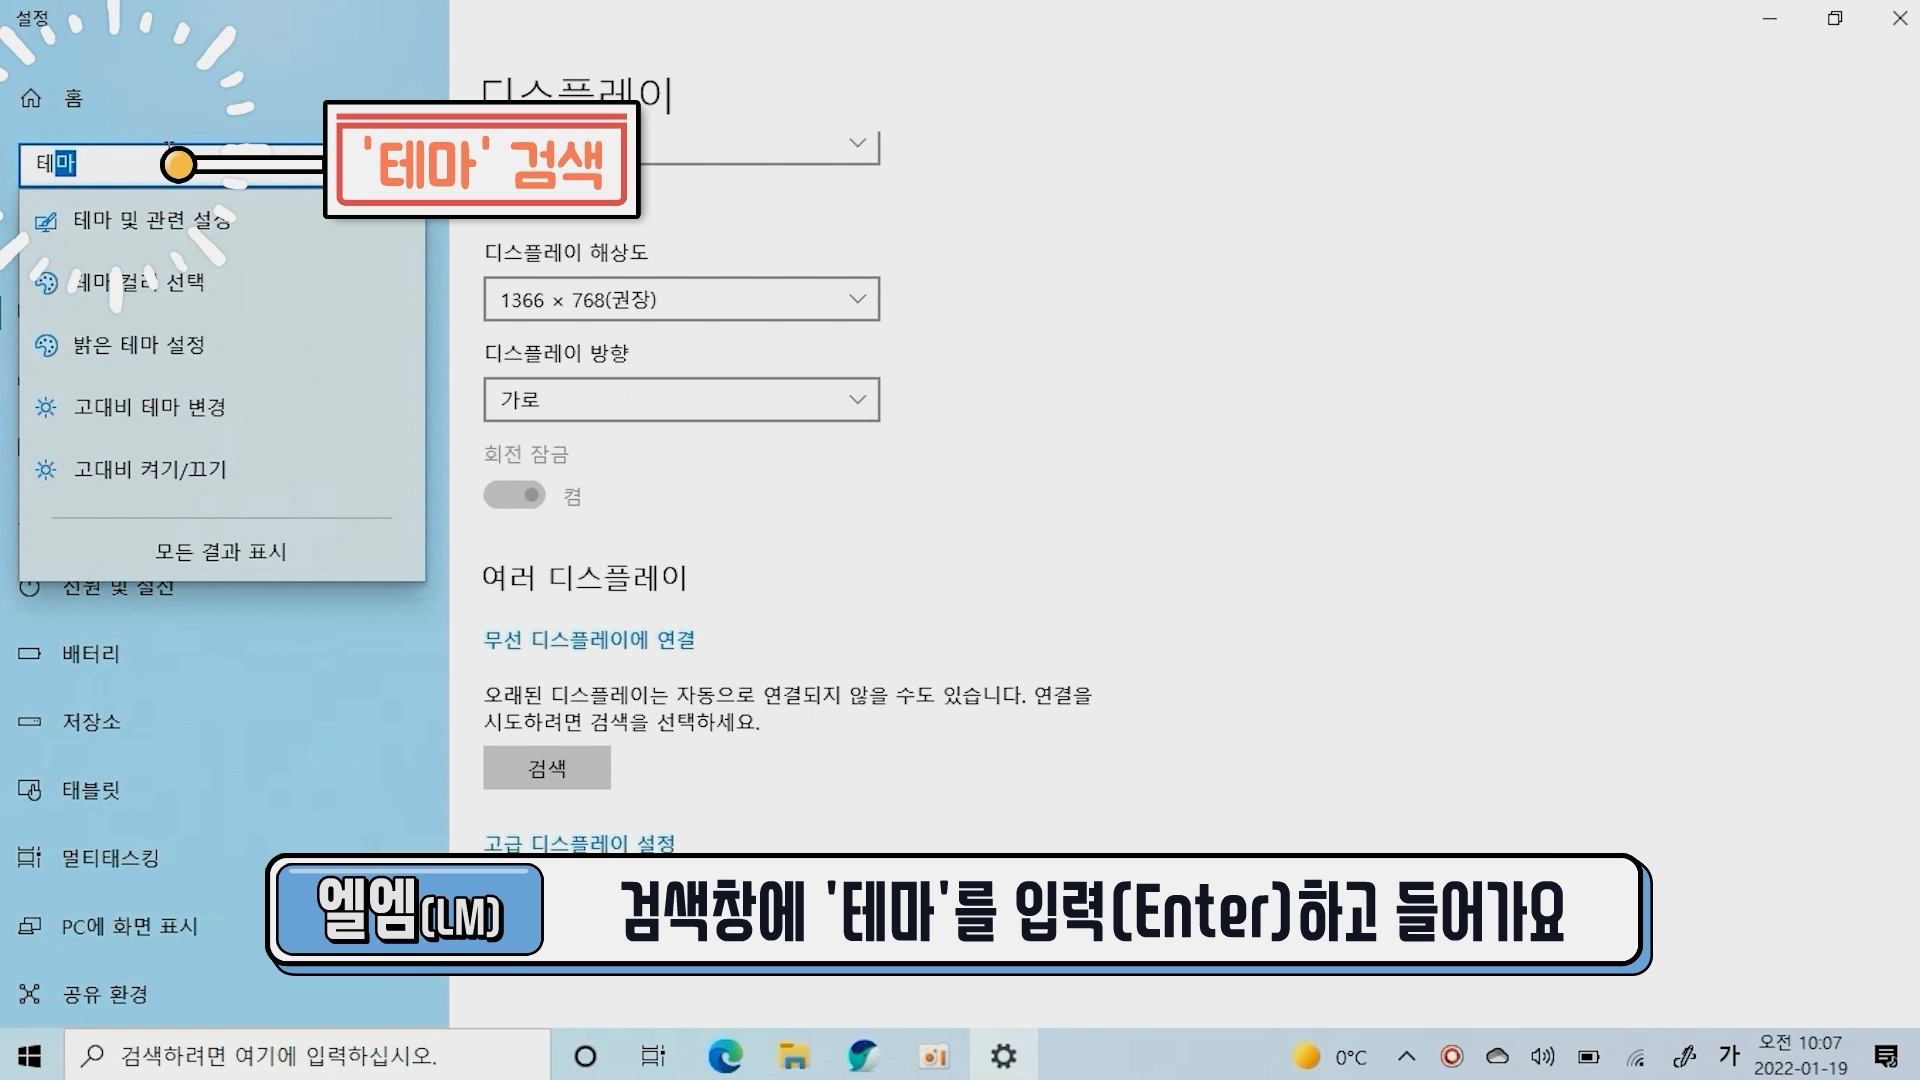 설정
홈
테마
'테마' 검색
테마 및 관련 설정
테마 컬러 선택
밝은 테마 설정
고대비 테마 변경
고대비 켜기/끄기
모든 결과 표시
전원 및 절전
배터리
저장소
태블릿
멀티태스킹
PC에 화면 표시
공유 환경
디스플레이
디스플레이 해상도
1366 × 768(권장)
디스플레이 방향
가로
회전 잠금
켬
여러 디스플레이
무선 디스플레이에 연결
오래된 디스플레이는 자동으로 연결되지 않을 수도 있습니다. 연결을
시도하려면 검색을 선택하세요.
검색
고급 디스플레이 설정
엘엠(LM) 검색창에 '테마'를 입력(Enter)하고 들어가요
검색하려면 여기에 입력하십시오.
0°C
가
오전 10:07
2022-01-19